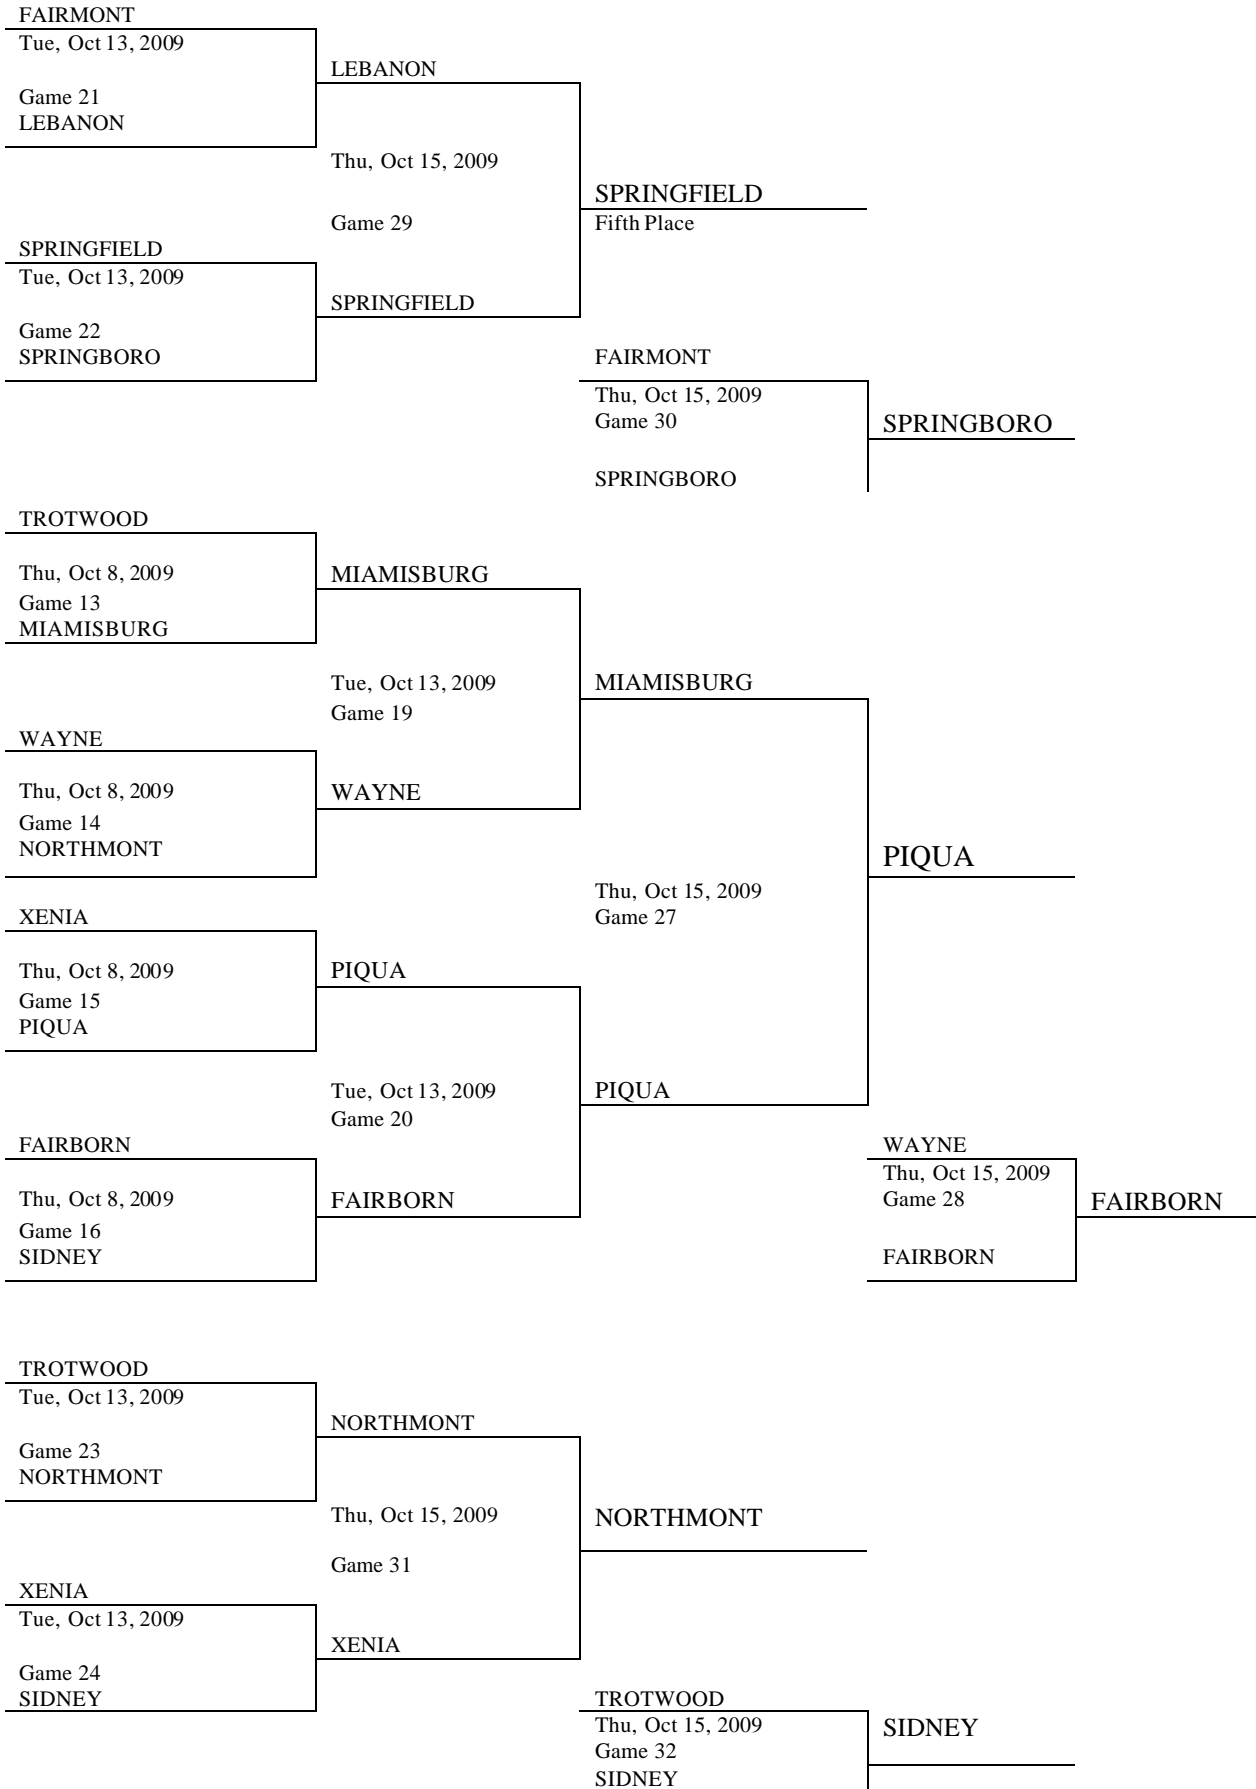 FAIRMONT
Tue, Oct 13, 2009
LEBANON
Game 21
LEBANON
Thu, Oct 15, 2009
SPRINGFIELD
Game 29
Fifth Place
SPRINGFIELD
Tue, Oct 13, 2009
SPRINGFIELD
Game 22
SPRINGBORO
FAIRMONT
Thu, Oct 15, 2009
Game 30
SPRINGBORO
SPRINGBORO
TROTWOOD
Thu, Oct 8, 2009
MIAMISBURG
Game 13
MIAMISBURG
Tue, Oct 13, 2009
MIAMISBURG
Game 19
WAYNE
Thu, Oct 8, 2009
WAYNE
Game 14
NORTHMONT
PIQUA
Thu, Oct 15, 2009
Game 27
XENIA
Thu, Oct 8, 2009
PIQUA
Game 15
PIQUA
Tue, Oct 13, 2009
PIQUA
Game 20
FAIRBORN
WAYNE
Thu, Oct 15, 2009
Thu, Oct 8, 2009
FAIRBORN
Game 28
FAIRBORN
Game 16
SIDNEY
FAIRBORN
TROTWOOD
Tue, Oct 13, 2009
NORTHMONT
Game 23
NORTHMONT
Thu, Oct 15, 2009
NORTHMONT
Game 31
XENIA
Tue, Oct 13, 2009
XENIA
Game 24
SIDNEY
TROTWOOD
Thu, Oct 15, 2009
SIDNEY
Game 32
SIDNEY